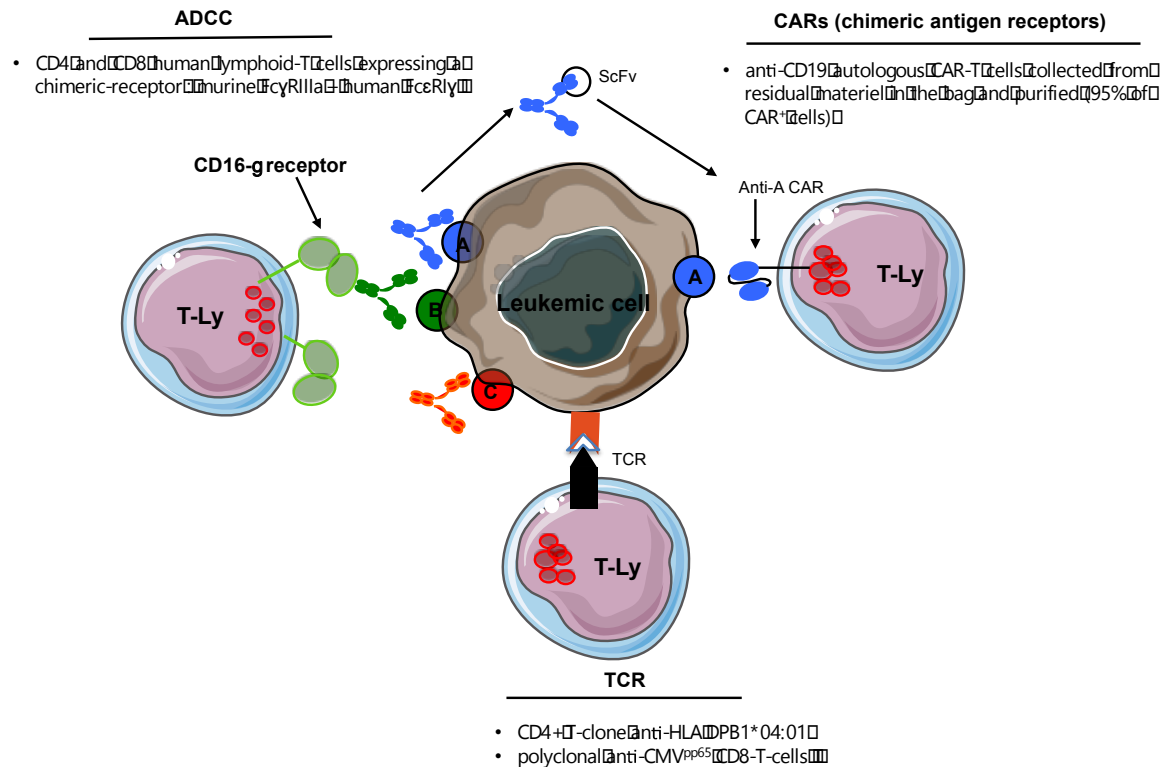 ADCC
• CD4 and CD8 human lymphoid-T cells expressing a
chimeric-receptor murine FcγRIIIa - human FcεRIγ
CARs (chimeric antigen receptors)
• anti-CD19 autologous CAR-T cells collected from
residual materiel in the bag and purified (95% of
CAR⁺ cells)
ScFv
CD16-g receptor
Anti-A CAR
T-Ly
A
B
C
Leukemic cell
A
T-Ly
TCR
T-Ly
TCR
• CD4+ T-clone anti-HLA DPB1*04:01
• polyclonal anti-CMVᵖᵖ⁶⁵ CD8-T-cells